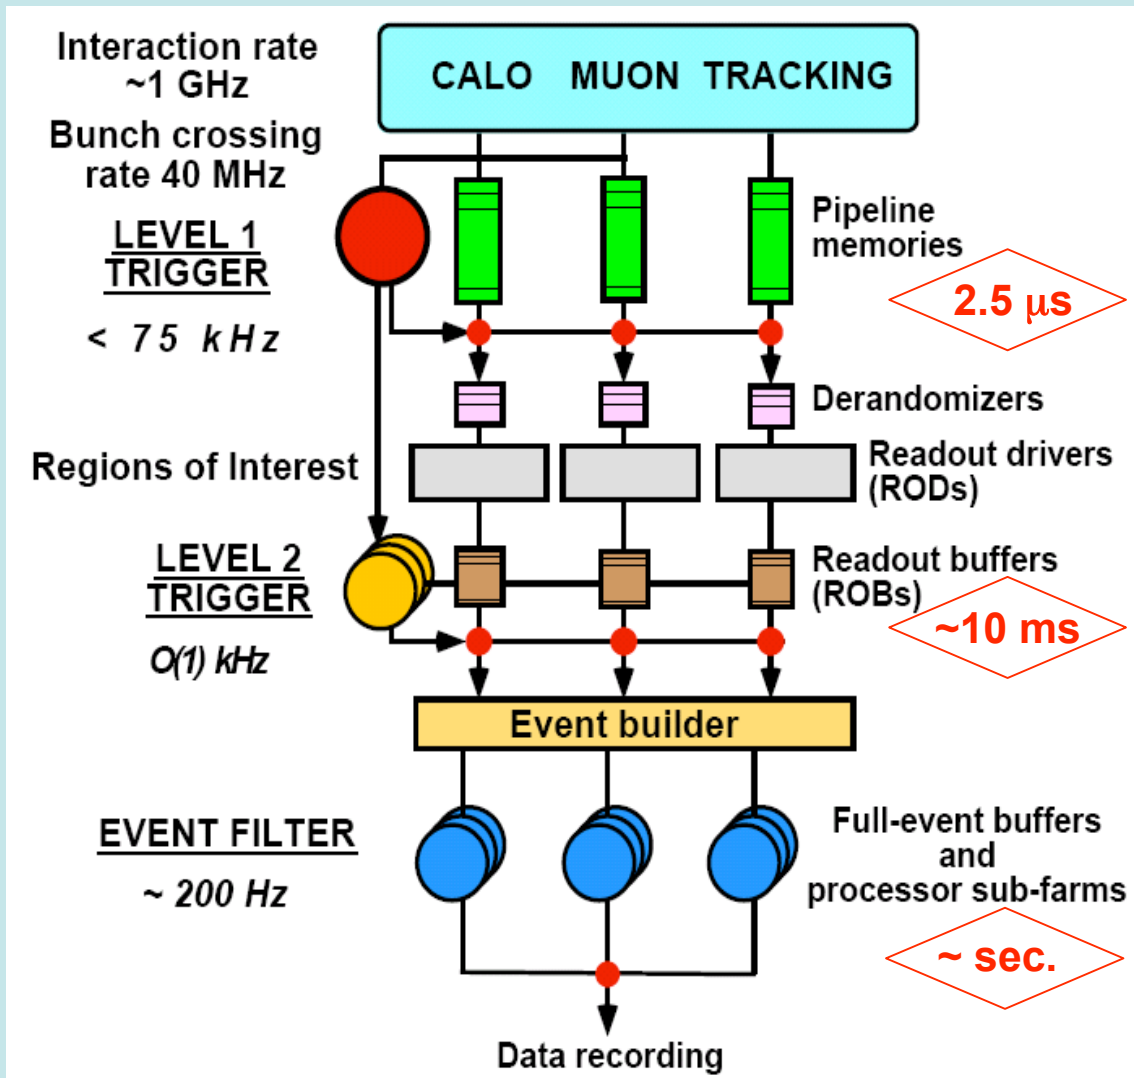 Interaction rate
~1 GHz
Bunch crossing
rate 40 MHz
CALO MUON TRACKING
LEVEL 1
TRIGGER
< 75 kHz
Pipeline
memories
2.5 μs
Derandomizers
Regions of Interest
Readout drivers
(RODs)
LEVEL 2
TRIGGER
O(1) kHz
Readout buffers
(ROBs)
~10 ms
Event builder
EVENT FILTER
~ 200 Hz
Full-event buffers
and
processor sub-farms
~ sec.
Data recording